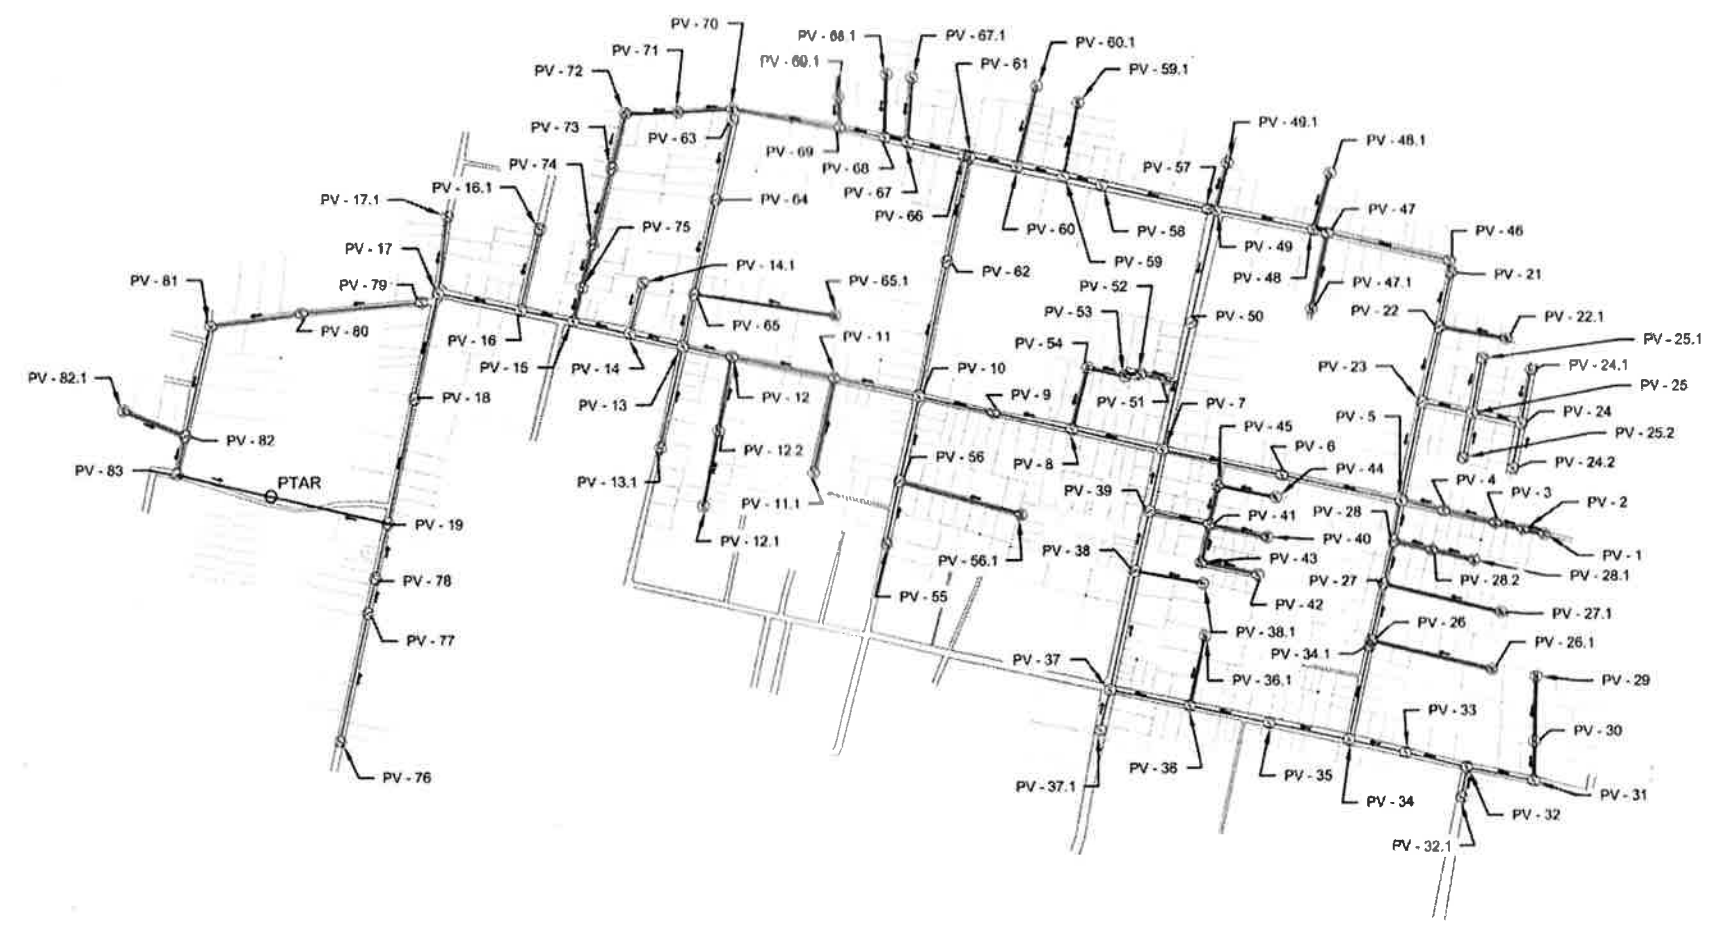 PV - 70
PV - 71
PV - 72
PV - 68.1
PV - 67.1
PV - 60.1
PV - 69.1
PV - 61
PV - 59.1
PV - 73
PV - 63
PV - 49.1
PV - 48.1
PV - 74
PV - 69
PV - 68
PV - 57
PV - 16.1
PV - 67
PV - 17.1
PV - 64
PV - 66
PV - 47
PV - 75
PV - 60
PV - 58
PV - 46
PV - 17
PV - 49
PV - 48
PV - 59
PV - 14.1
PV - 62
PV - 21
PV - 81
PV - 79
PV - 65.1
PV - 52
PV - 47.1
PV - 53
PV - 22
PV - 22.1
PV - 50
PV - 80
PV - 65
PV - 16
PV - 54
PV - 25.1
PV - 11
PV - 15
PV - 14
PV - 23
PV - 24.1
PV - 82.1
PV - 10
PV - 25
PV - 9
PV - 18
PV - 13
PV - 12
PV - 51
PV - 7
PV - 5
PV - 24
PV - 45
PV - 25.2
PV - 82
PV - 6
PV - 12.2
PV - 56
PV - 8
PV - 44
PV - 24.2
PV - 83
PTAR
PV - 13.1
PV - 4
PV - 39
PV - 3
PV - 11.1
PV - 2
PV - 19
PV - 41
PV - 28
PV - 12.1
PV - 40
PV - 1
PV - 38
PV - 56.1
PV - 43
PV - 78
PV - 27
PV - 28.2
PV - 28.1
PV - 55
PV - 42
PV - 27.1
PV - 26
PV - 77
PV - 38.1
PV - 26.1
PV - 34.1
PV - 37
PV - 36.1
PV - 29
PV - 33
PV - 30
PV - 76
PV - 36
PV - 35
PV - 37.1
PV - 31
PV - 34
PV - 32
PV - 32.1